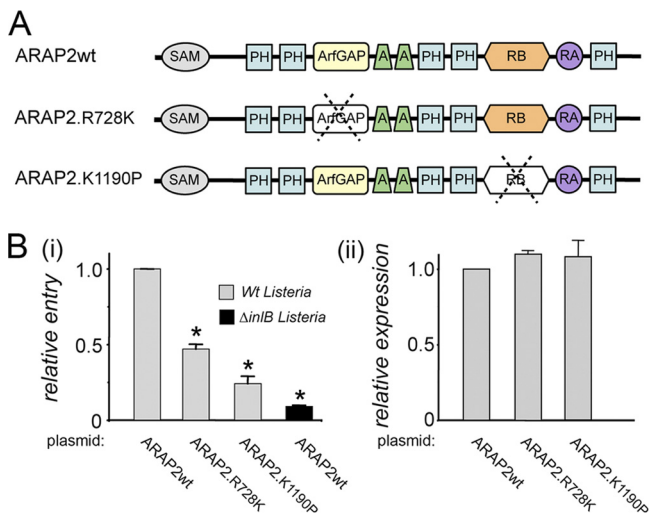 A
ARAP2wt SAM PH PH ArfGAP A A PH PH RB RA PH
ARAP2.R728K SAM PH PH ArfGAP A A PH PH RB RA PH
ARAP2.K1190P SAM PH PH ArfGAP A A PH PH RB RA PH
B (i) (ii)
relative entry
1.0
0.5
0
Wt Listeria
ΔinlB Listeria
*
*
*
plasmid:
ARAP2wt
ARAP2.R728K
ARAP2.K1190P
ARAP2wt
relative expression
1.0
0.5
0
plasmid:
ARAP2wt
ARAP2.R728K
ARAP2.K1190P